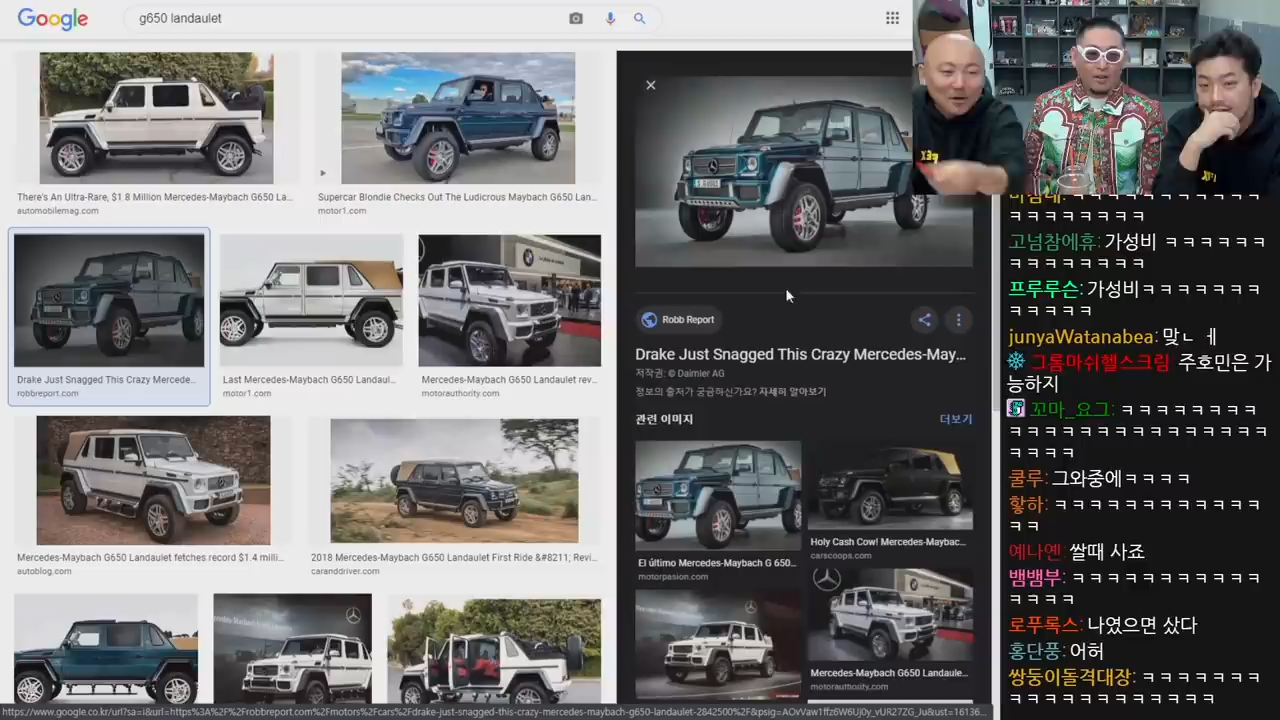 Google
g650 landaulet
There's An Ultra-Rare, $1.8 Million Mercedes-Maybach G650 La...
automobilemag.com
Supercar Blondie Checks Out The Ludicrous Maybach G650 Lan...
motor1.com
Drake Just Snagged This Crazy Mercede...
robbreport.com
Last Mercedes-Maybach G650 Landaul...
motor1.com
Mercedes-Maybach G650 Landaulet rev...
motorauthority.com
Mercedes-Maybach G650 Landaulet fetches record $1.4 milli...
autoblog.com
2018 Mercedes-Maybach G650 Landaulet First Ride &#8211; Revi...
caranddriver.com
Robb Report
Drake Just Snagged This Crazy Mercedes-May...
저작권: © Daimler AG
정보의 출처가 궁금하신가요? 자세히 알아보기
관련 이미지
더보기
El último Mercedes-Maybach G 650...
motorpasion.com
Holy Cash Cow! Mercedes-Maybac...
carscoops.com
Mercedes-Maybach G650 Landaule...
motorauthority.com
ㅋㅋㅋㅋㅋㅋㅋㅋ
고넘참에휴: 가성비 ㅋㅋㅋㅋㅋㅋ
ㅋㅋㅋㅋㅋㅋㅋㅋ
프루루슨: 가성비ㅋㅋㅋㅋㅋㅋㅋ
ㅋㅋㅋㅋㅋ
junyaWatanabea: 맞ㄴ ㅔ
그롬마쉬헬스크림 주호민은 가
능하지
꼬마_요그: ㅋㅋㅋㅋㅋㅋㅋㅋ
ㅋㅋㅋㅋㅋㅋㅋㅋㅋㅋㅋㅋㅋㅋ
ㅋㅋㅋㅋ
쿨루: 그와중에ㅋㅋㅋㅋ
핳하: ㅋㅋㅋㅋㅋㅋㅋㅋㅋㅋㅋ
ㅋㅋ
예나옌: 쌀때 사죠
뱀뱀부: ㅋㅋㅋㅋㅋㅋㅋㅋㅋㅋ
ㅋㅋㅋㅋ
로푸록스: 나였으면 샀다
홍단풍: 어허
쌍둥이돌격대장: ㅋㅋㅋㅋㅋㅋ
ㅋㅋㅋㅋㅋㅋㅋㅋㅋㅋㅋㅋ